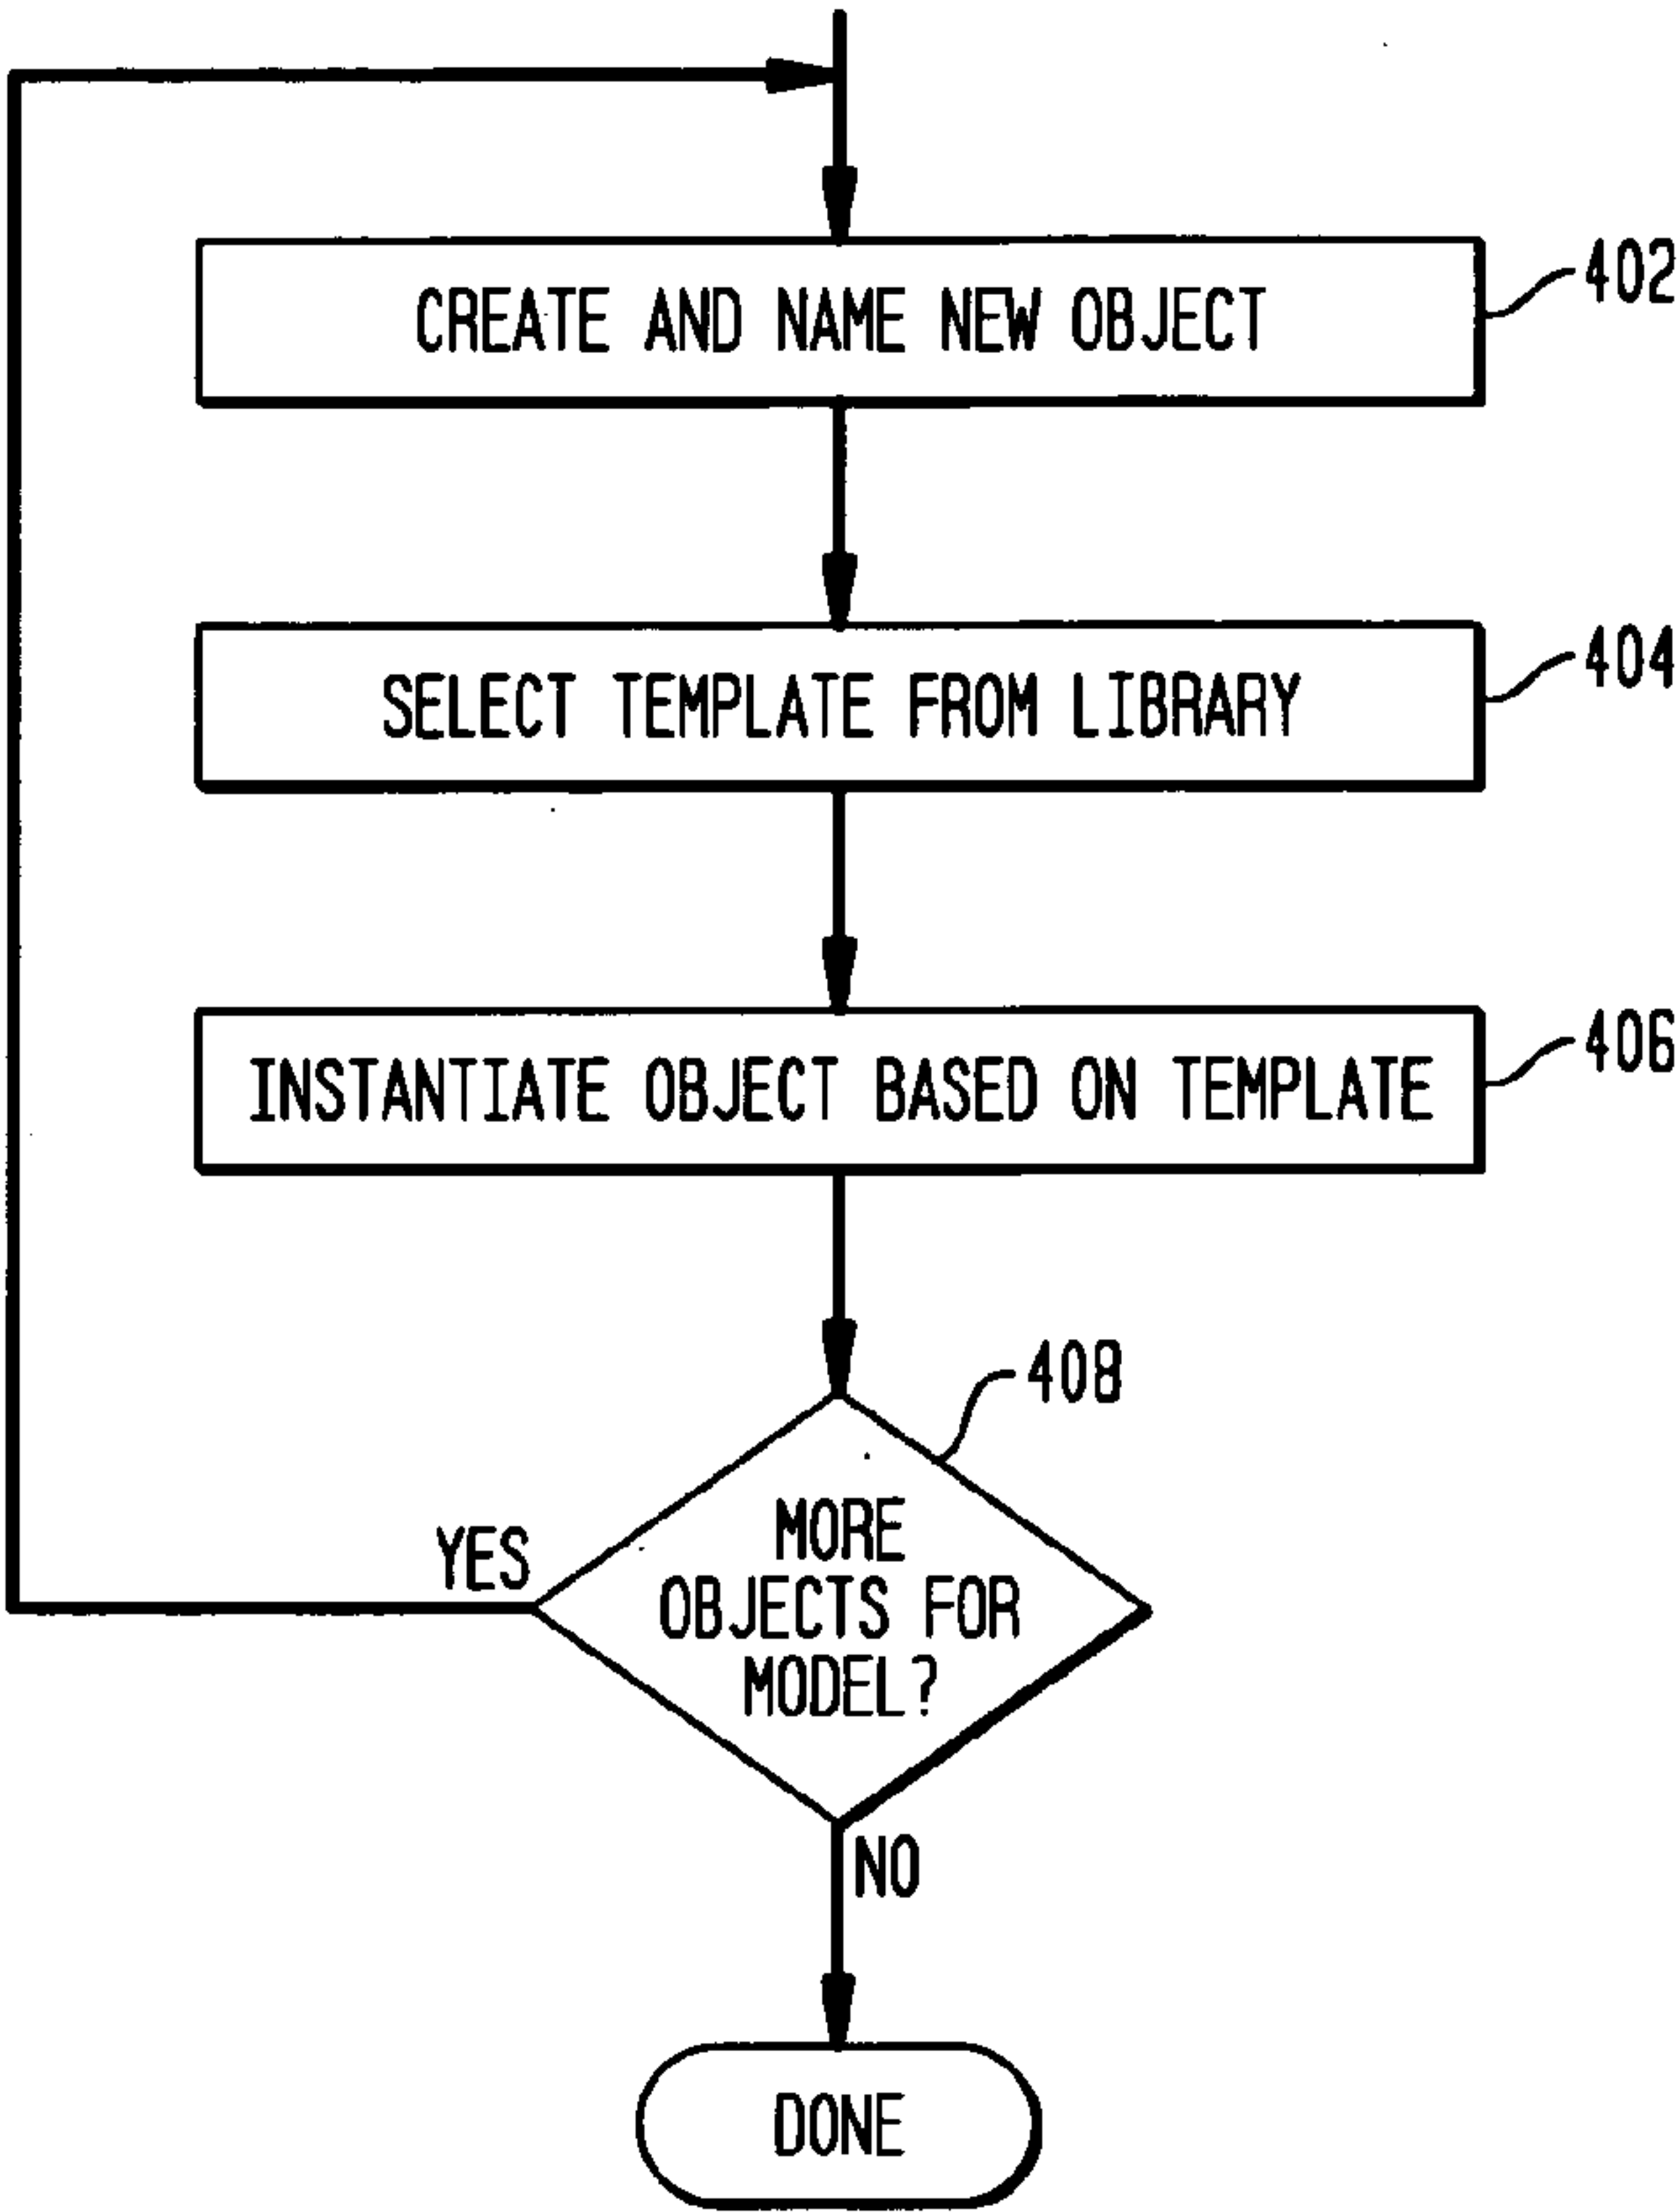 CREATE AND NAME NEW OBJECT
402
SELECT TEMPLATE FROM LIBRARY
404
INSTANTIATE OBJECT BASED ON TEMPLATE
406
408
MORE
OBJECTS FOR
MODEL?
YES
NO
DONE